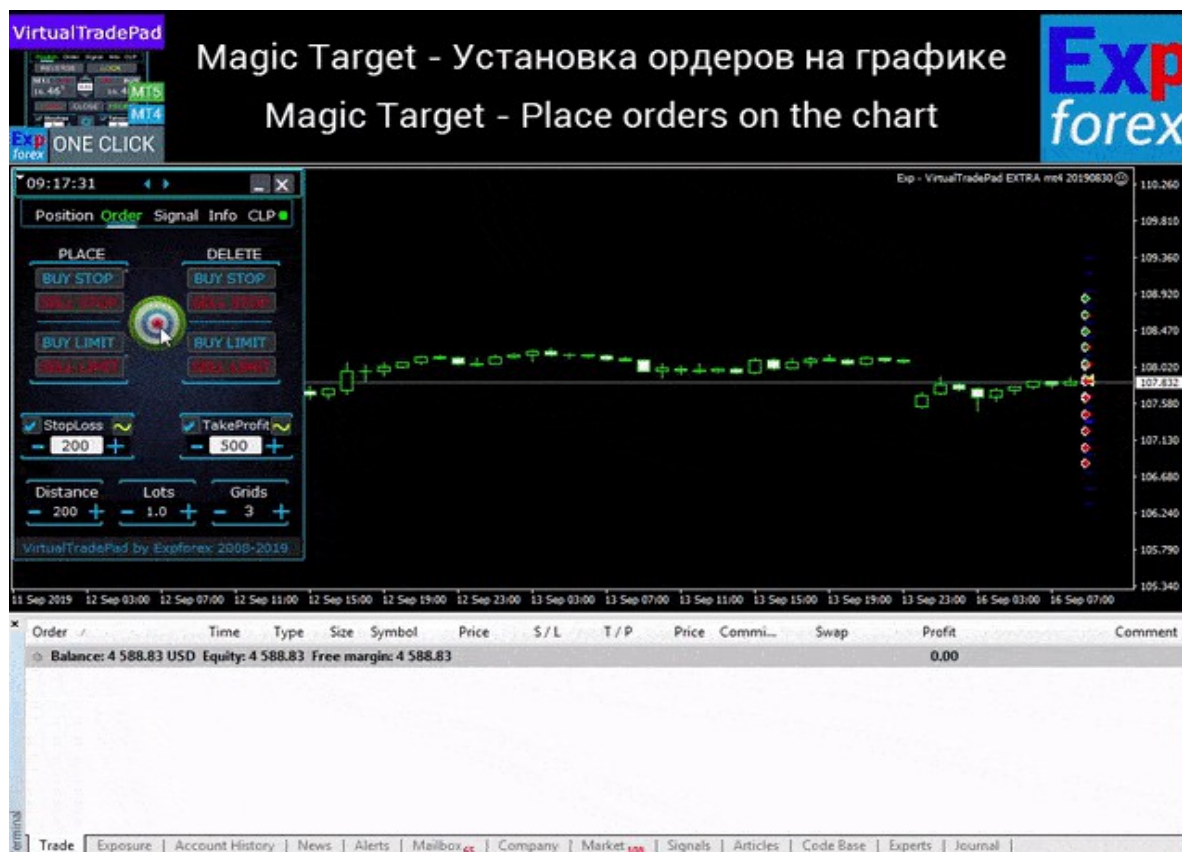 VirtualTradePad
MT5
MT4
Exp
forex
ONE CLICK
Magic Target - Установка ордеров на графике
Magic Target - Place orders on the chart
Exp
forex
09:17:31
Exp - VirtualTradePad EXTRA mt4 20190830
Position Order Signal Info CLP
PLACE DELETE
BUY STOP BUY STOP
SELL STOP SELL STOP
BUY LIMIT BUY LIMIT
SELL LIMIT SELL LIMIT
StopLoss TakeProfit
- 200 + - 500 +
Distance Lots Grids
- 200 + - 1.0 + - 3 +
VirtualTradePad by Expforex 2008-2019
110.260
109.810
109.360
108.920
108.470
108.020
107.832
107.580
107.130
106.680
106.240
105.790
105.340
11 Sep 2019 12 Sep 03:00 12 Sep 07:00 12 Sep 11:00 12 Sep 15:00 12 Sep 19:00 12 Sep 23:00 13 Sep 03:00 13 Sep 07:00 13 Sep 11:00 13 Sep 15:00 13 Sep 19:00 13 Sep 23:00 16 Sep 03:00 16 Sep 07:00
Order / Time Type Size Symbol Price S / L T / P Price Commi... Swap Profit Comment
Balance: 4 588.83 USD Equity: 4 588.83 Free margin: 4 588.83 0.00
Trade | Exposure | Account History | News | Alerts | Mailbox 65 | Company | Market 108 | Signals | Articles | Code Base | Experts | Journal |